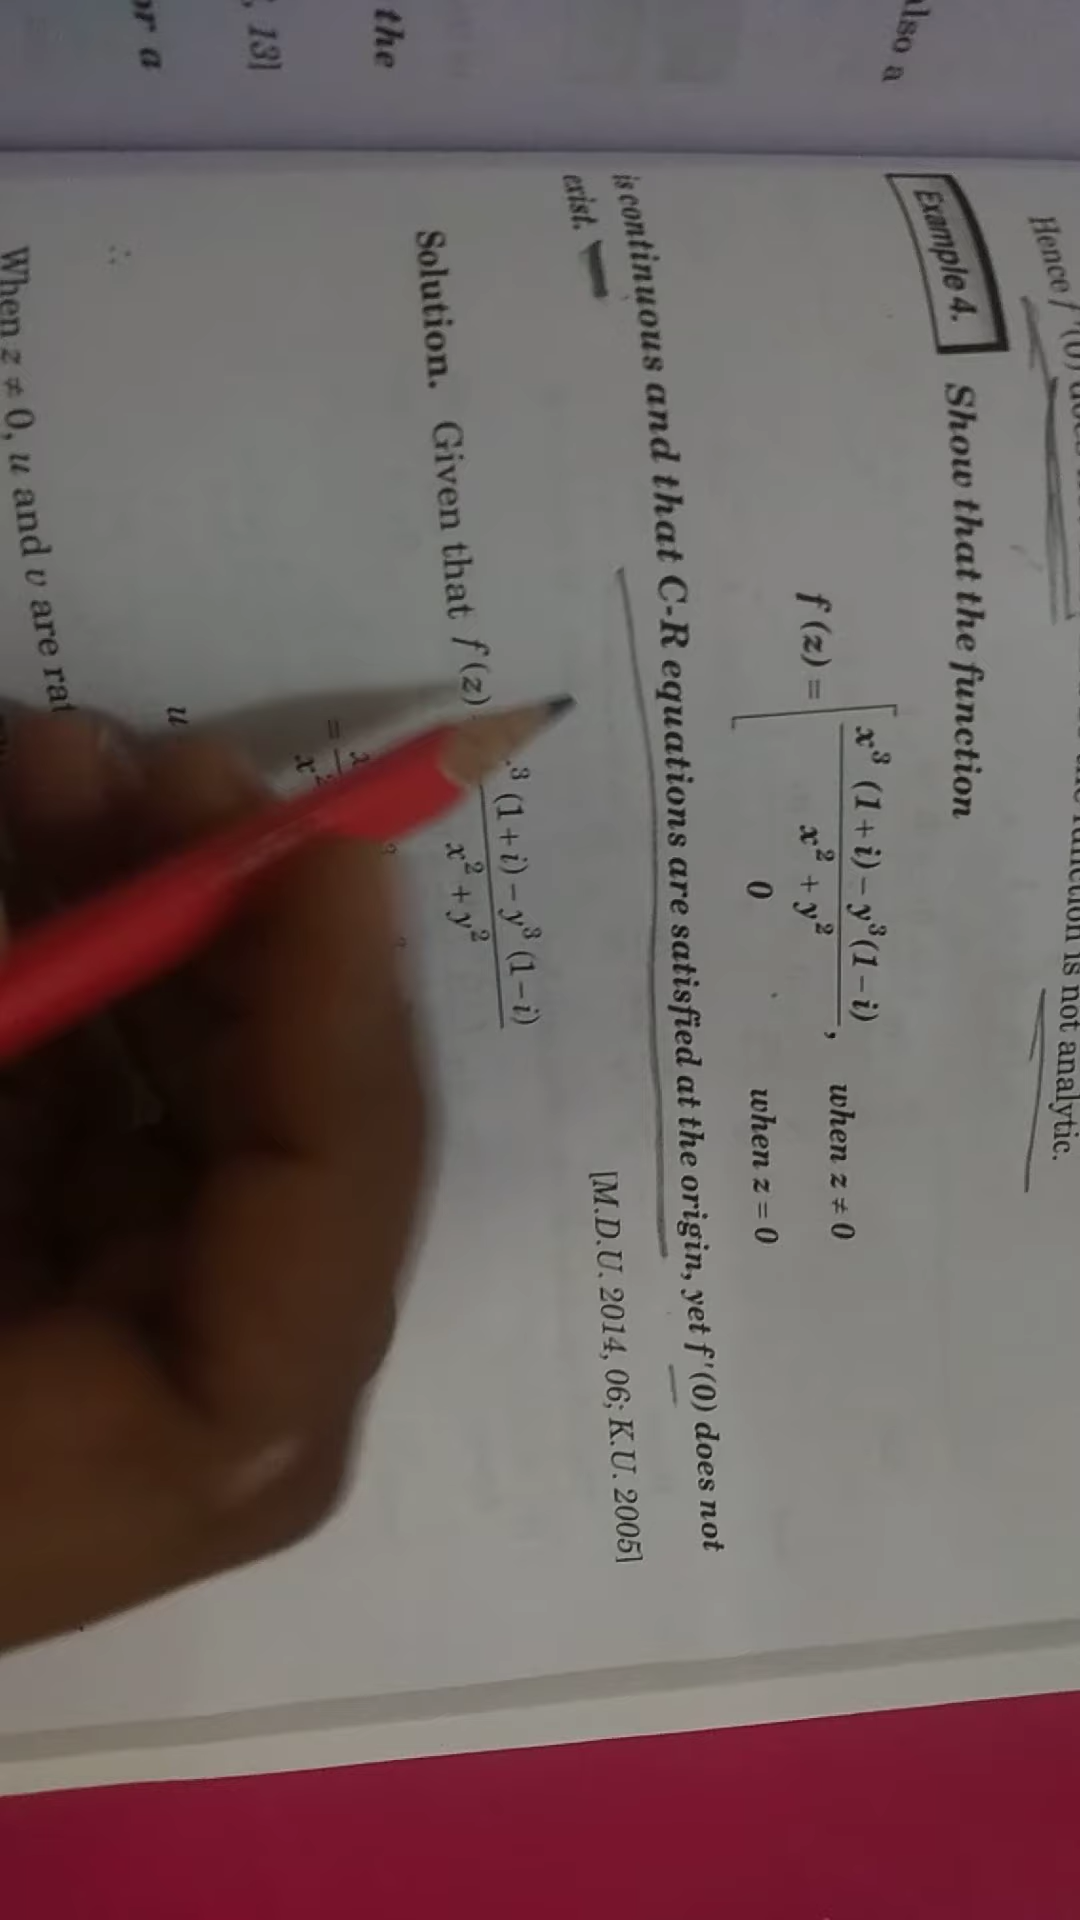 also a
the
, 13]
or a
Hence f '(0)
function is not analytic.
Example 4. Show that the function
f (z) = x³ (1+i) – y³(1–i) / x² + y² , when z ≠ 0
0 when z = 0
is continuous and that C-R equations are satisfied at the origin, yet f '(0) does not
exist.
[M.D.U. 2014, 06; K.U. 2005]
Solution. Given that f (z) ³ (1+i) – y³ (1–i) / x² + y²
=
∴ u
When z ≠ 0, u and v are